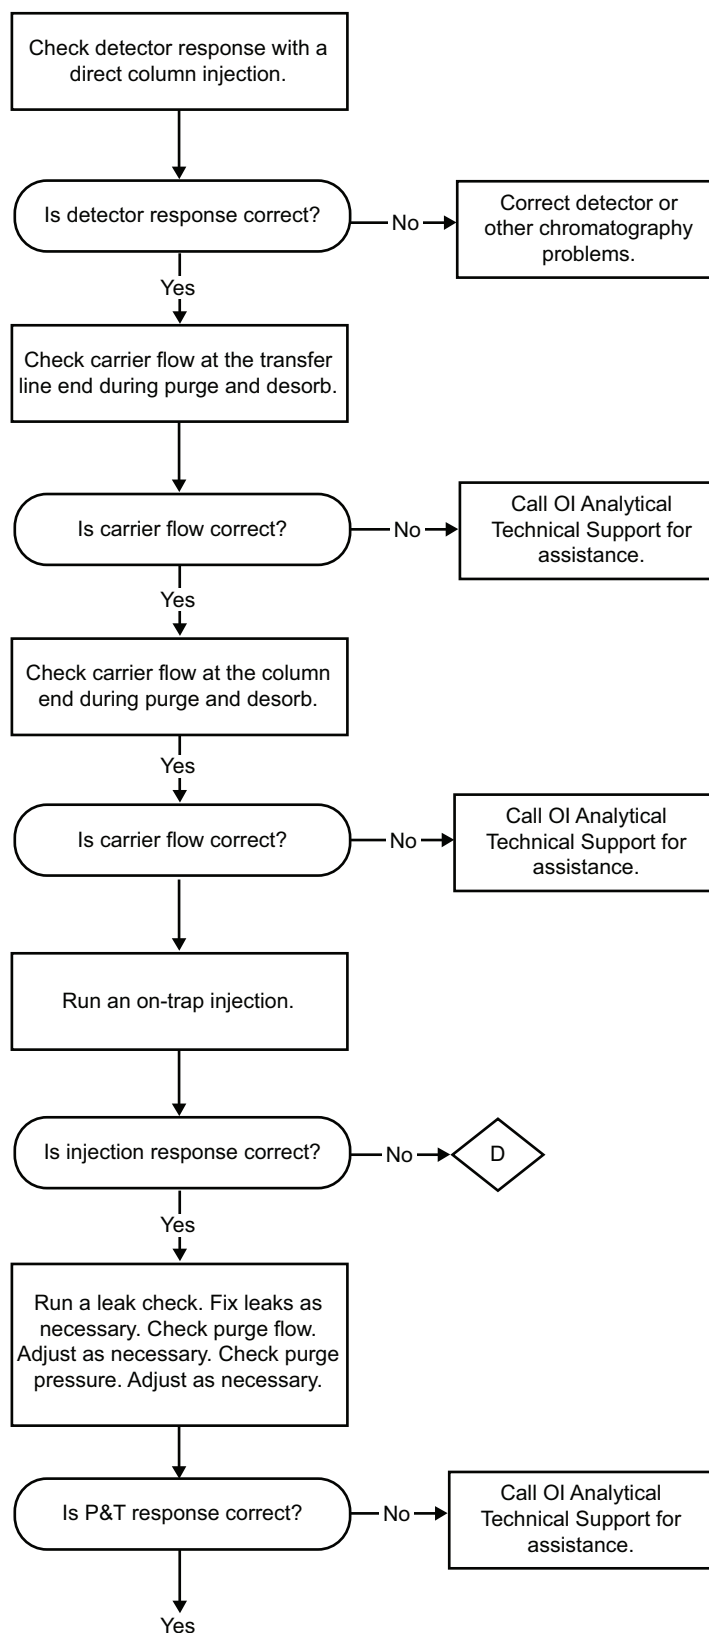 Check detector response with a
direct column injection.
Is detector response correct?
No
Correct detector or
other chromatography
problems.
Yes
Check carrier flow at the transfer
line end during purge and desorb.
Is carrier flow correct?
No
Call OI Analytical
Technical Support for
assistance.
Yes
Check carrier flow at the column
end during purge and desorb.
Yes
Is carrier flow correct?
No
Call OI Analytical
Technical Support for
assistance.
Run an on-trap injection.
Is injection response correct?
No
D
Yes
Run a leak check. Fix leaks as
necessary. Check purge flow.
Adjust as necessary. Check purge
pressure. Adjust as necessary.
Is P&T response correct?
No
Call OI Analytical
Technical Support for
assistance.
Yes